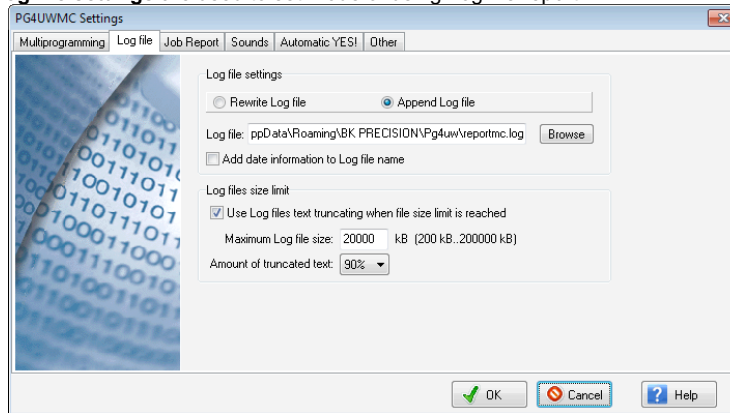 PG4UWMC Settings
Multiprogramming Log file Job Report Sounds Automatic YES! Other
Log file settings
Rewrite Log file Append Log file
Log file: ppData\Roaming\BK PRECISION\Pg4uw\reportmc.log Browse
Add date information to Log file name
Log files size limit
Use Log files text truncating when file size limit is reached
Maximum Log file size: 20000 kB (200 kB..200000 kB)
Amount of truncated text: 90%
OK Cancel Help